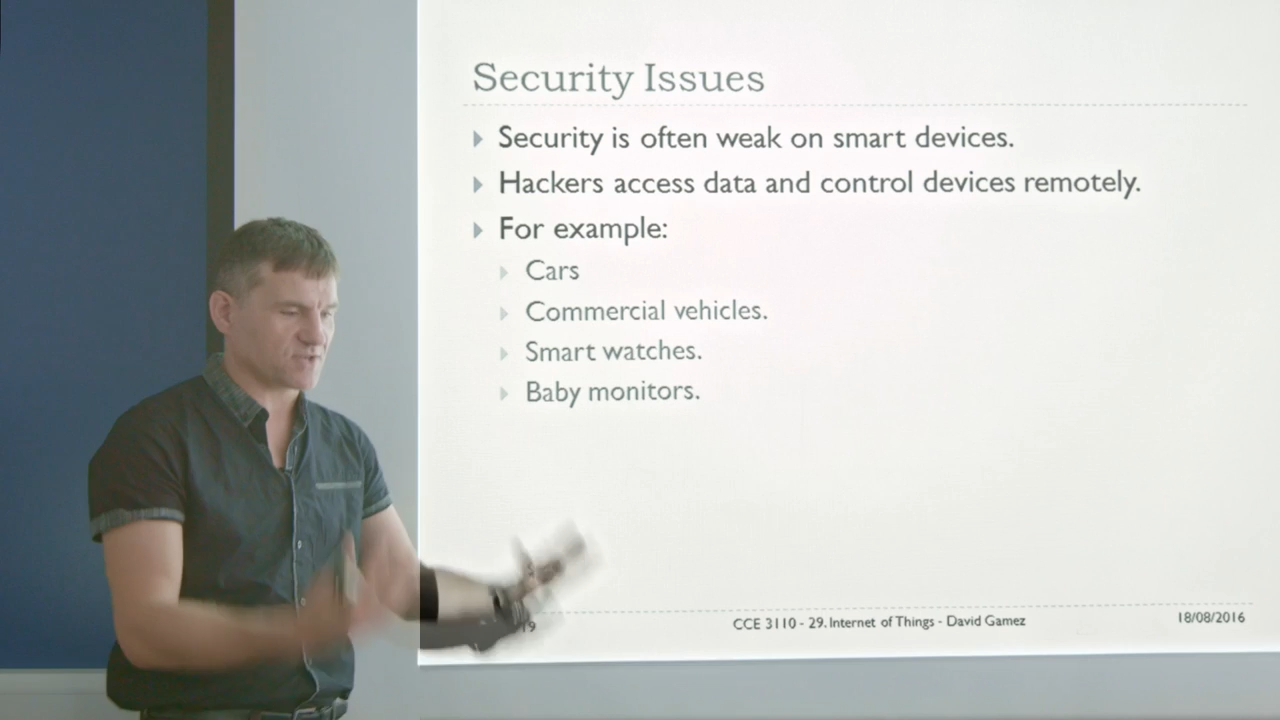 Security Issues
Security is often weak on smart devices.
Hackers access data and control devices remotely.
For example:
Cars
Commercial vehicles.
Smart watches.
Baby monitors.
19
CCE 3110 - 29. Internet of Things - David Gamez
18/08/2016